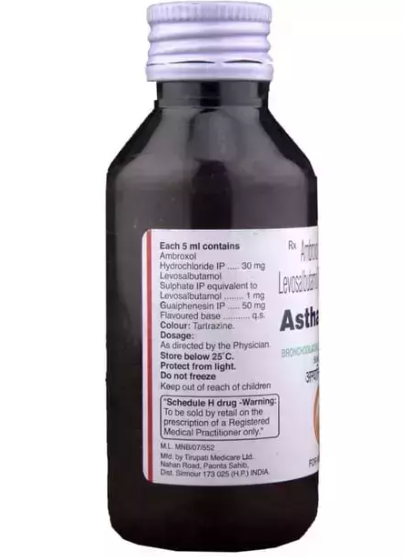 Each 5 ml contains
Ambroxol
Hydrochloride IP ..... 30 mg
Levosalbutamol
Sulphate IP equivalent to
Levosalbutamol ........ 1 mg
Guaiphenesin IP ..... 50 mg
Flavoured base ........... q.s.
Colour: Tartrazine.
Dosage:
As directed by the Physician.
Store below 25°C.
Protect from light.
Do not freeze
Keep out of reach of children
"Schedule H drug -Warning:
To be sold by retail on the
prescription of a Registered
Medical Practitioner only."
M.L. MNB/07/552
Mfd. by Tirupati Medicare Ltd.
Nahan Road, Paonta Sahib,
Dist. Sirmour 173 025 (H.P.) INDIA.
Rx Ambrox
Levosalbutam
Astha